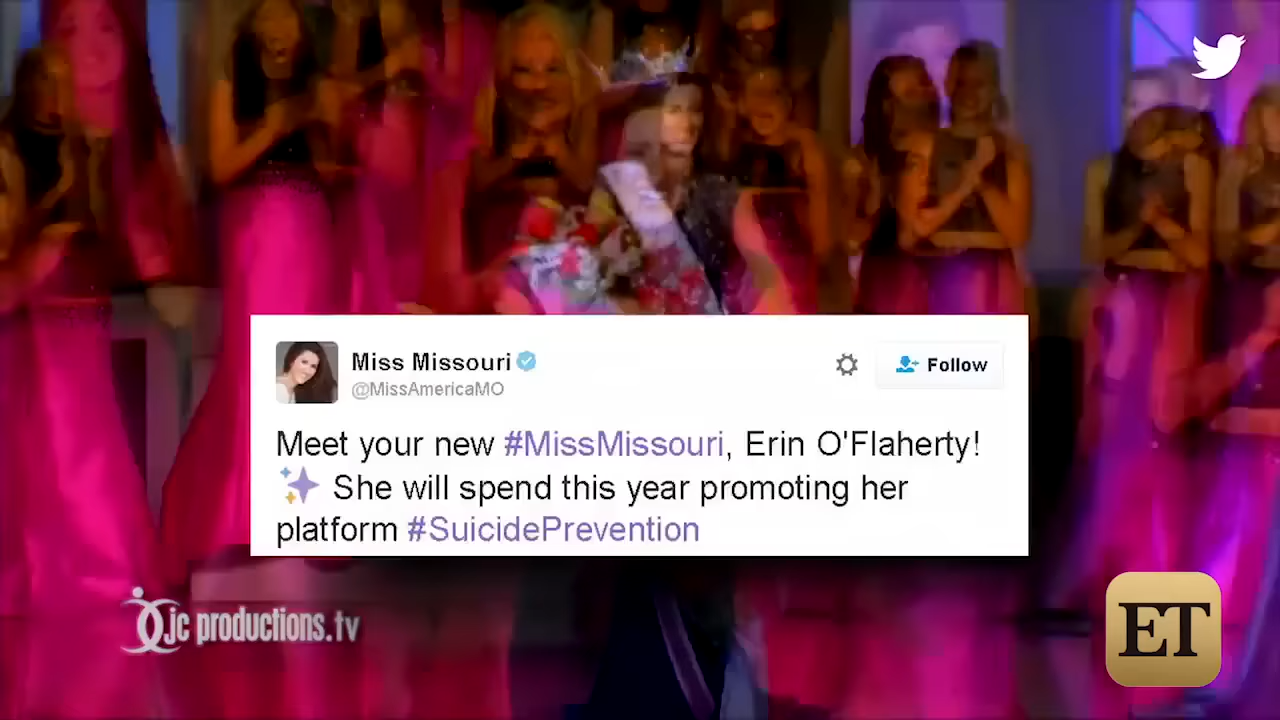 Miss Missouri
@MissAmericaMO
Follow
Meet your new #MissMissouri, Erin O'Flaherty!
She will spend this year promoting her
platform #SuicidePrevention
jc productions.tv
ET